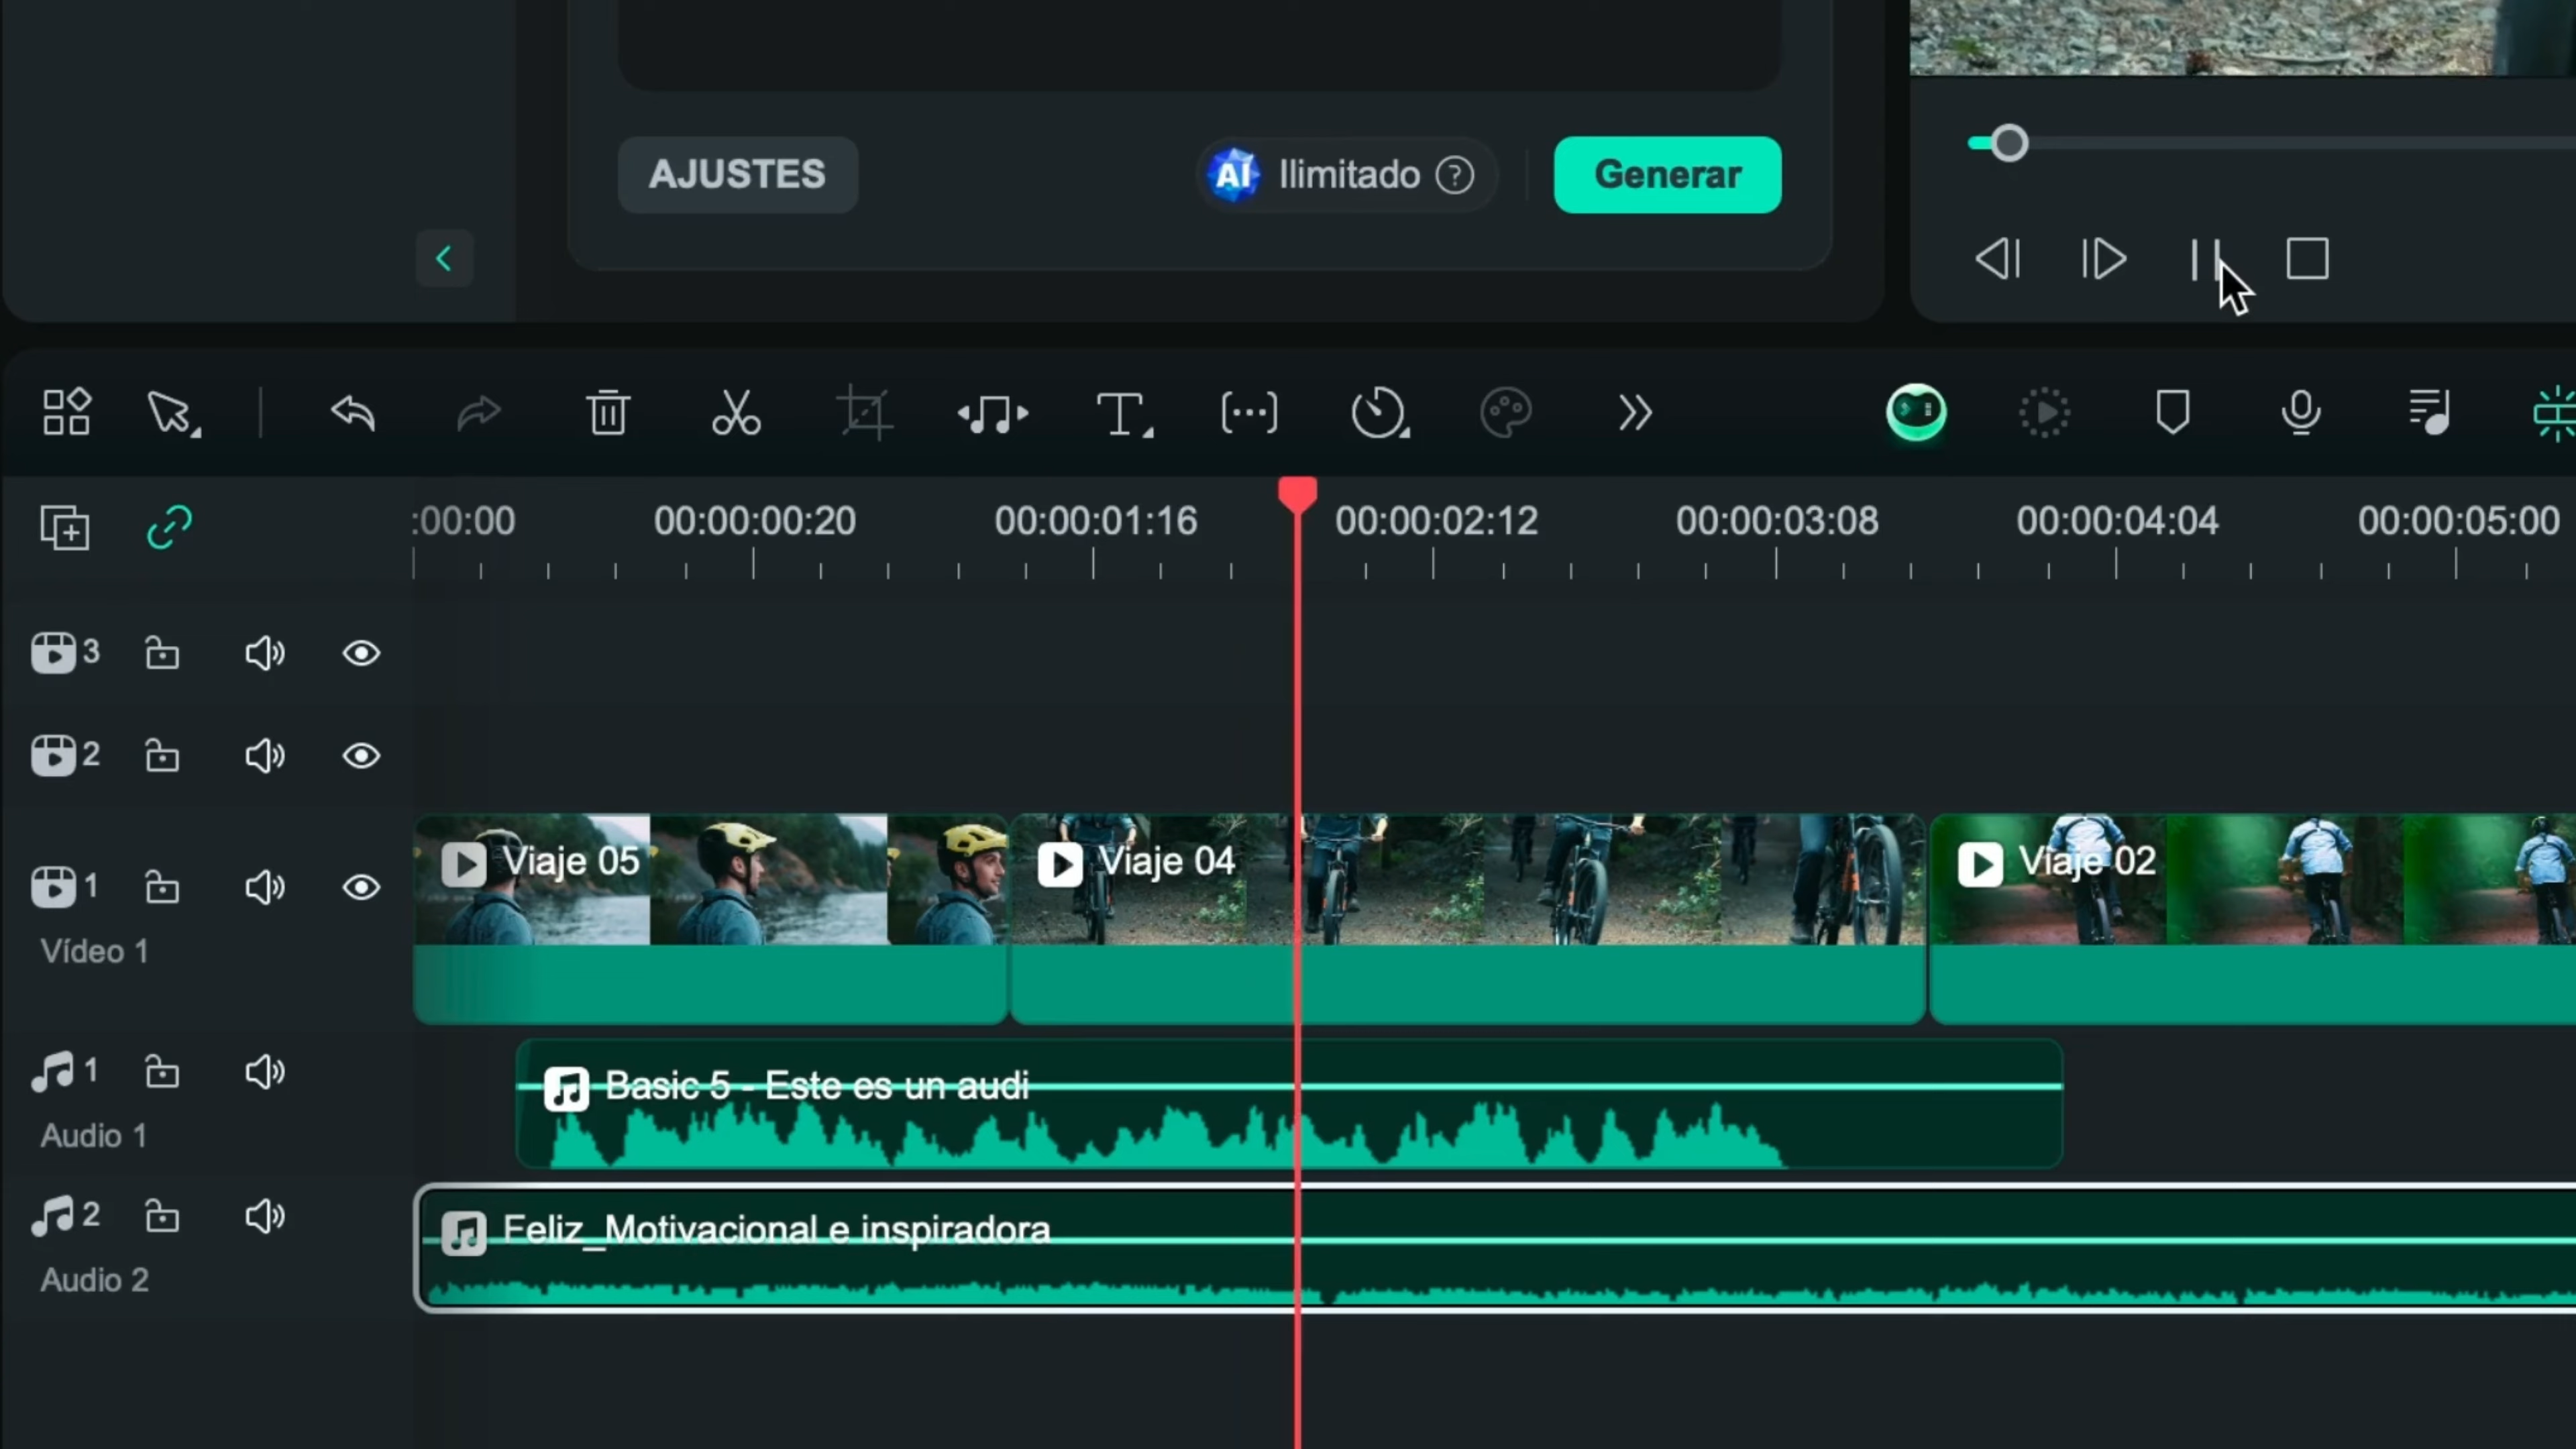 AJUSTES
AI Ilimitado ?
Generar
:00:00 00:00:00:20 00:00:01:16 00:00:02:12 00:00:03:08 00:00:04:04 00:00:05:00
3
2
Viaje 05
Viaje 04
Viaje 02
1
Vídeo 1
1
Basic 5 - Este es un audi
Audio 1
2
Feliz_Motivacional e inspiradora
Audio 2